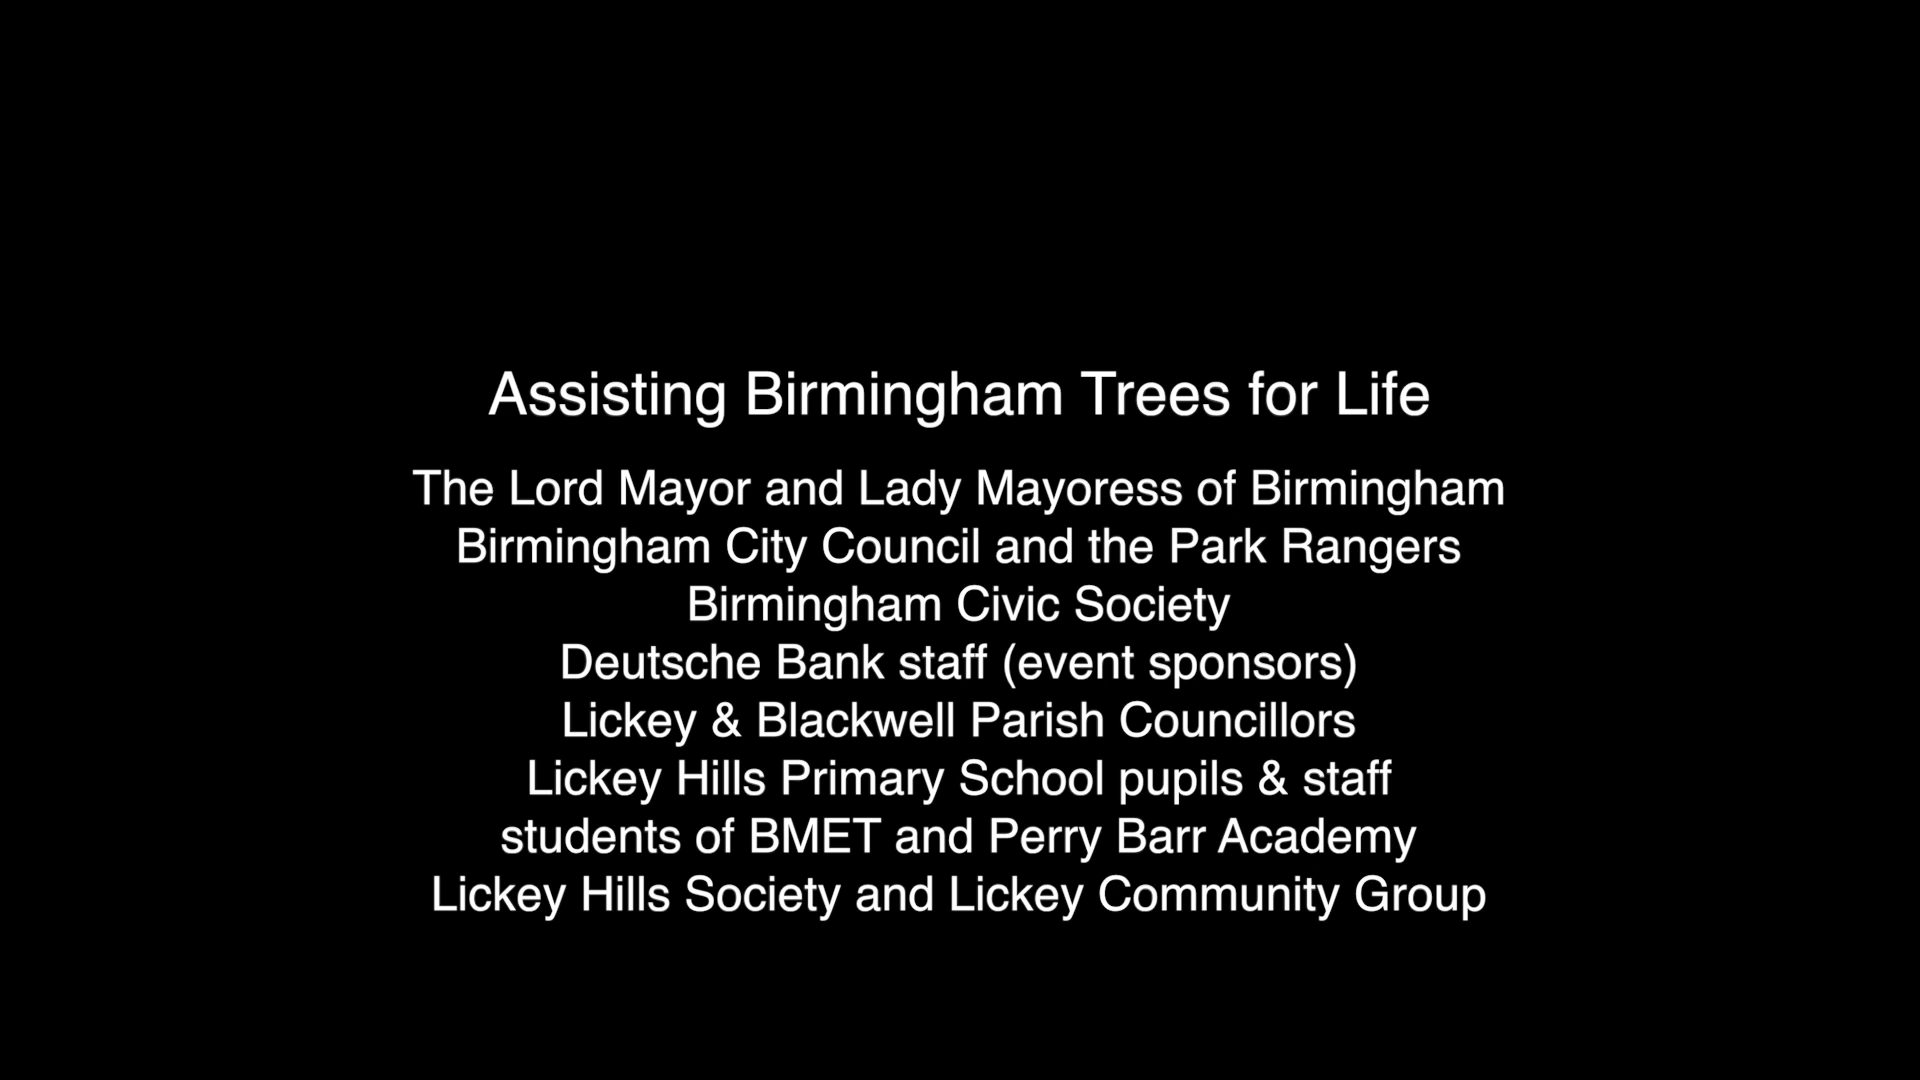 Assisting Birmingham Trees for Life
The Lord Mayor and Lady Mayoress of Birmingham
Birmingham City Council and the Park Rangers
Birmingham Civic Society
Deutsche Bank staff (event sponsors)
Lickey & Blackwell Parish Councillors
Lickey Hills Primary School pupils & staff
students of BMET and Perry Barr Academy
Lickey Hills Society and Lickey Community Group